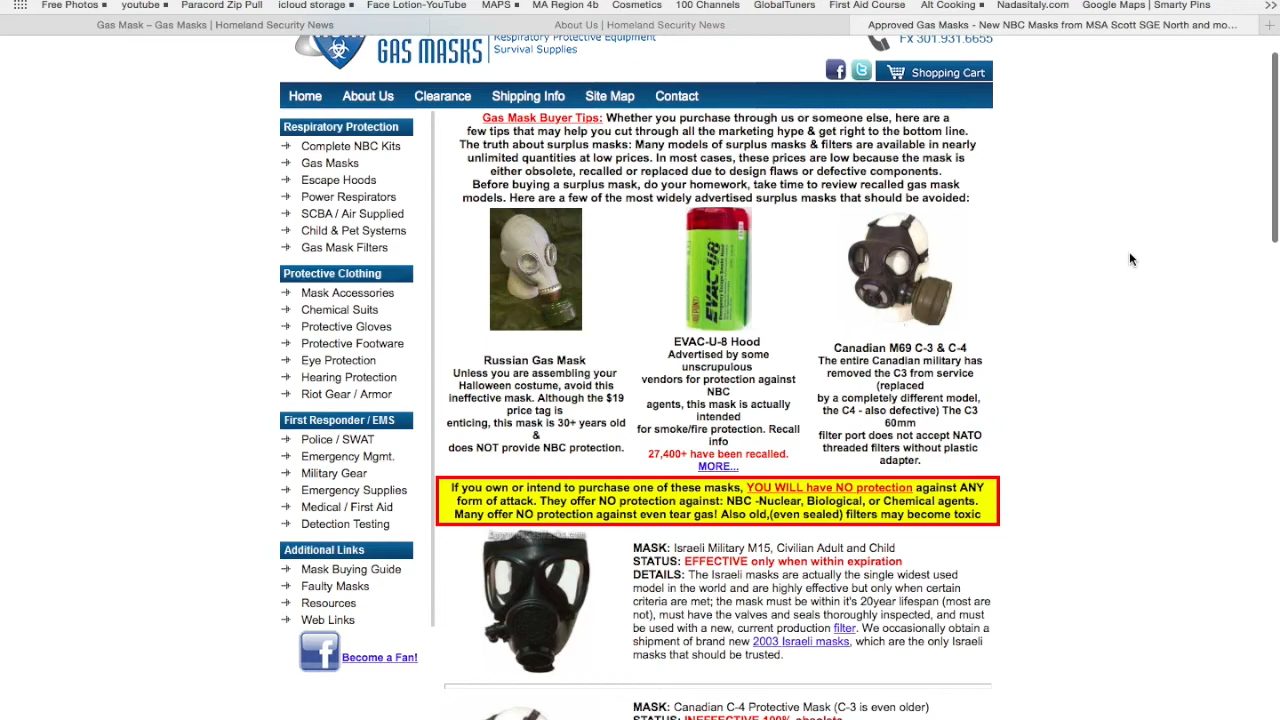 Free Photos ▪ youtube ▪ Paracord Zip Pull icloud storage ▪ Face Lotion-YouTube MAPS ▪ MA Region 4b Cosmetics 100 Channels GlobalTuners First Aid Course Alt Cooking ▪ Nadasitaly.com Google Maps | Smarty Pins >>
Gas Mask – Gas Masks | Homeland Security News About Us | Homeland Security News Approved Gas Masks - New NBC Masks from MSA Scott SGE North and mo... +
GAS MASKS
Respiratory Protective Equipment
Survival Supplies
Fx 301.931.6655
f t Shopping Cart
Home About Us Clearance Shipping Info Site Map Contact
Respiratory Protection
Complete NBC Kits
Gas Masks
Escape Hoods
Power Respirators
SCBA / Air Supplied
Child & Pet Systems
Gas Mask Filters
Protective Clothing
Mask Accessories
Chemical Suits
Protective Gloves
Protective Footware
Eye Protection
Hearing Protection
Riot Gear / Armor
First Responder / EMS
Police / SWAT
Emergency Mgmt.
Military Gear
Emergency Supplies
Medical / First Aid
Detection Testing
Additional Links
Mask Buying Guide
Faulty Masks
Resources
Web Links
f Become a Fan!
Gas Mask Buyer Tips: Whether you purchase through us or someone else, here are a
few tips that may help you cut through all the marketing hype & get right to the bottom line.
The truth about surplus masks: Many models of surplus masks & filters are available in nearly
unlimited quantities at low prices. In most cases, these prices are low because the mask is
either obsolete, recalled or replaced due to design flaws or defective components.
Before buying a surplus mask, do your homework, take time to review recalled gas mask
models. Here are a few of the most widely advertised surplus masks that should be avoided:
Russian Gas Mask
Unless you are assembling your
Halloween costume, avoid this
ineffective mask. Although the $19
price tag is
enticing, this mask is 30+ years old
&
does NOT provide NBC protection.
EVAC-U8
EVAC-U-8 Hood
Advertised by some
unscrupulous
vendors for protection against
NBC
agents, this mask is actually
intended
for smoke/fire protection. Recall
info
27,400+ have been recalled.
MORE...
Canadian M69 C-3 & C-4
The entire Canadian military has
removed the C3 from service
(replaced
by a completely different model,
the C4 - also defective) The C3
60mm
filter port does not accept NATO
threaded filters without plastic
adapter.
If you own or intend to purchase one of these masks, YOU WILL have NO protection against ANY
form of attack. They offer NO protection against: NBC -Nuclear, Biological, or Chemical agents.
Many offer NO protection against even tear gas! Also old,(even sealed) filters may become toxic
MASK: Israeli Military M15, Civilian Adult and Child
STATUS: EFFECTIVE only when within expiration
DETAILS: The Israeli masks are actually the single widest used
model in the world and are highly effective but only when certain
criteria are met; the mask must be within it's 20year lifespan (most are
not), must have the valves and seals thoroughly inspected, and must
be used with a new, current production filter. We occasionally obtain a
shipment of brand new 2003 Israeli masks, which are the only Israeli
masks that should be trusted.
MASK: Canadian C-4 Protective Mask (C-3 is even older)
STATUS: INEFFECTIVE 100% obsolete